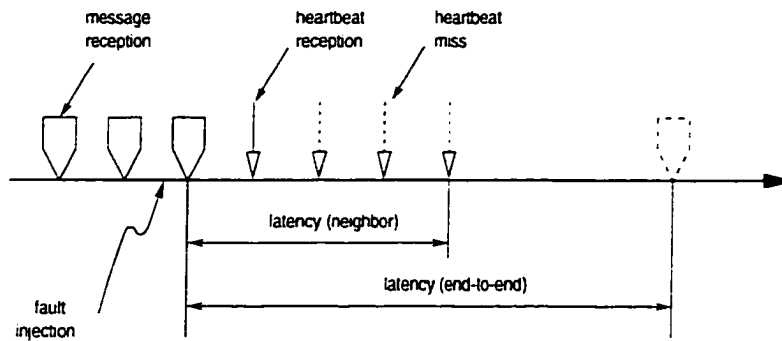 message
reception
heartbeat
reception
heartbeat
miss
latency (neighbor)
latency (end-to-end)
fault
injection